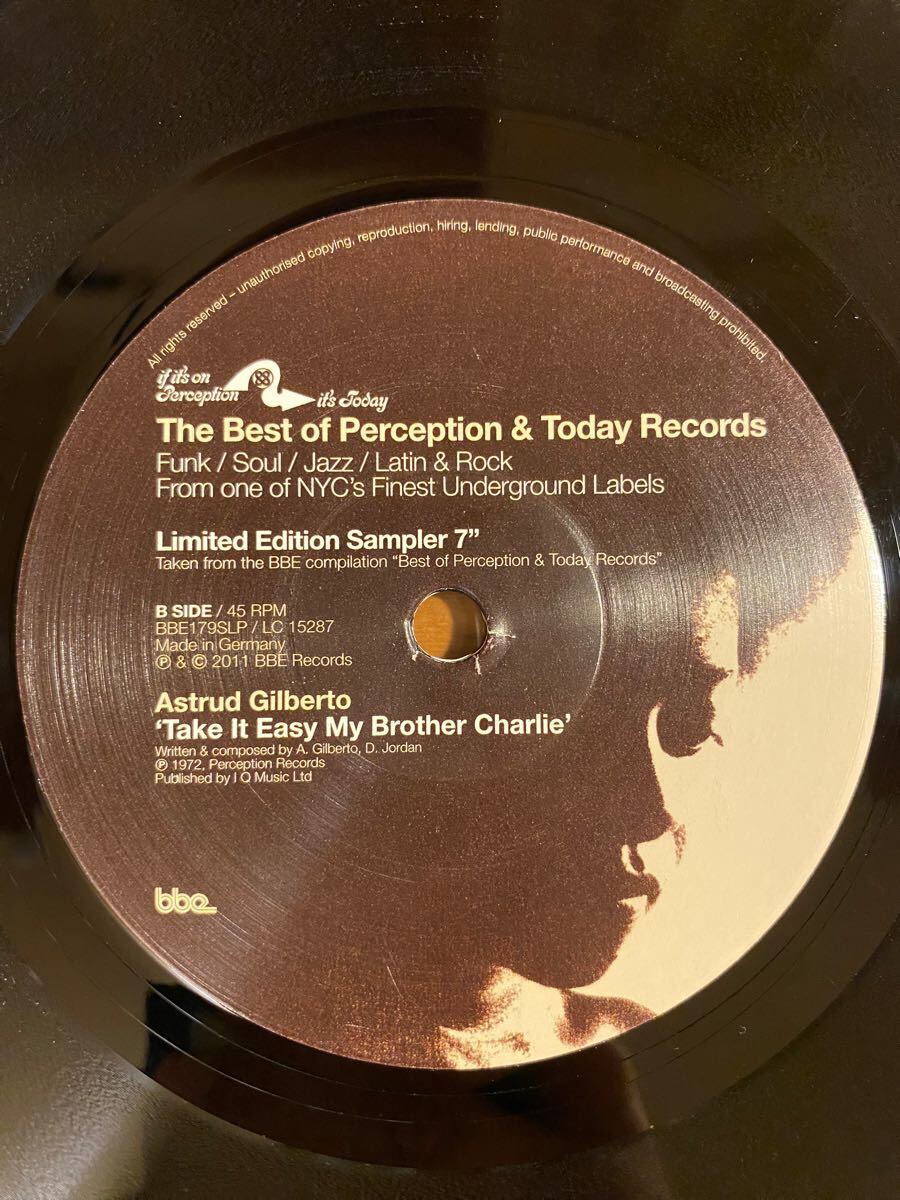 All rights reserved – unauthorised copying, reproduction, hiring, lending, public performance and broadcasting prohibited.
if it's on
Perception
it's Today
The Best of Perception & Today Records
Funk / Soul / Jazz / Latin & Rock
From one of NYC's Finest Underground Labels
Limited Edition Sampler 7”
Taken from the BBE compilation “Best of Perception & Today Records”
B SIDE / 45 RPM
BBE179SLP / LC 15287
Made in Germany
℗ & © 2011 BBE Records
Astrud Gilberto
‘Take It Easy My Brother Charlie’
Written & composed by A. Gilberto, D. Jordan
℗ 1972, Perception Records
Published by I Q Music Ltd
bbe